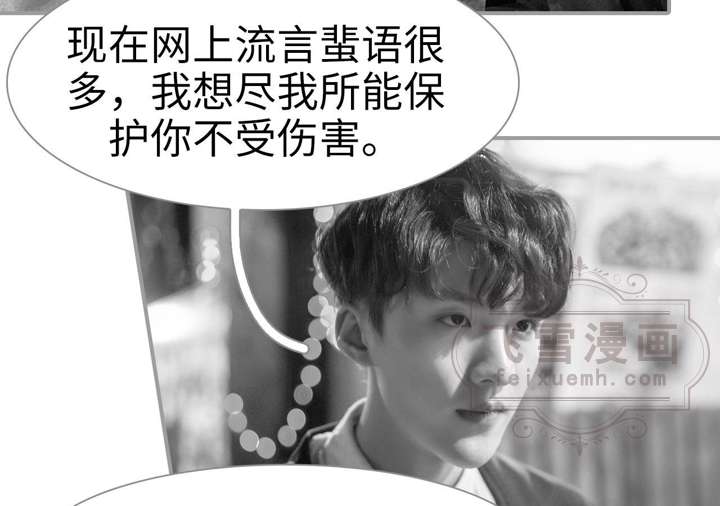 现在网上流言蜚语很
多，我想尽我所能保
护你不受伤害。
飞雪漫画
feixuemh.com